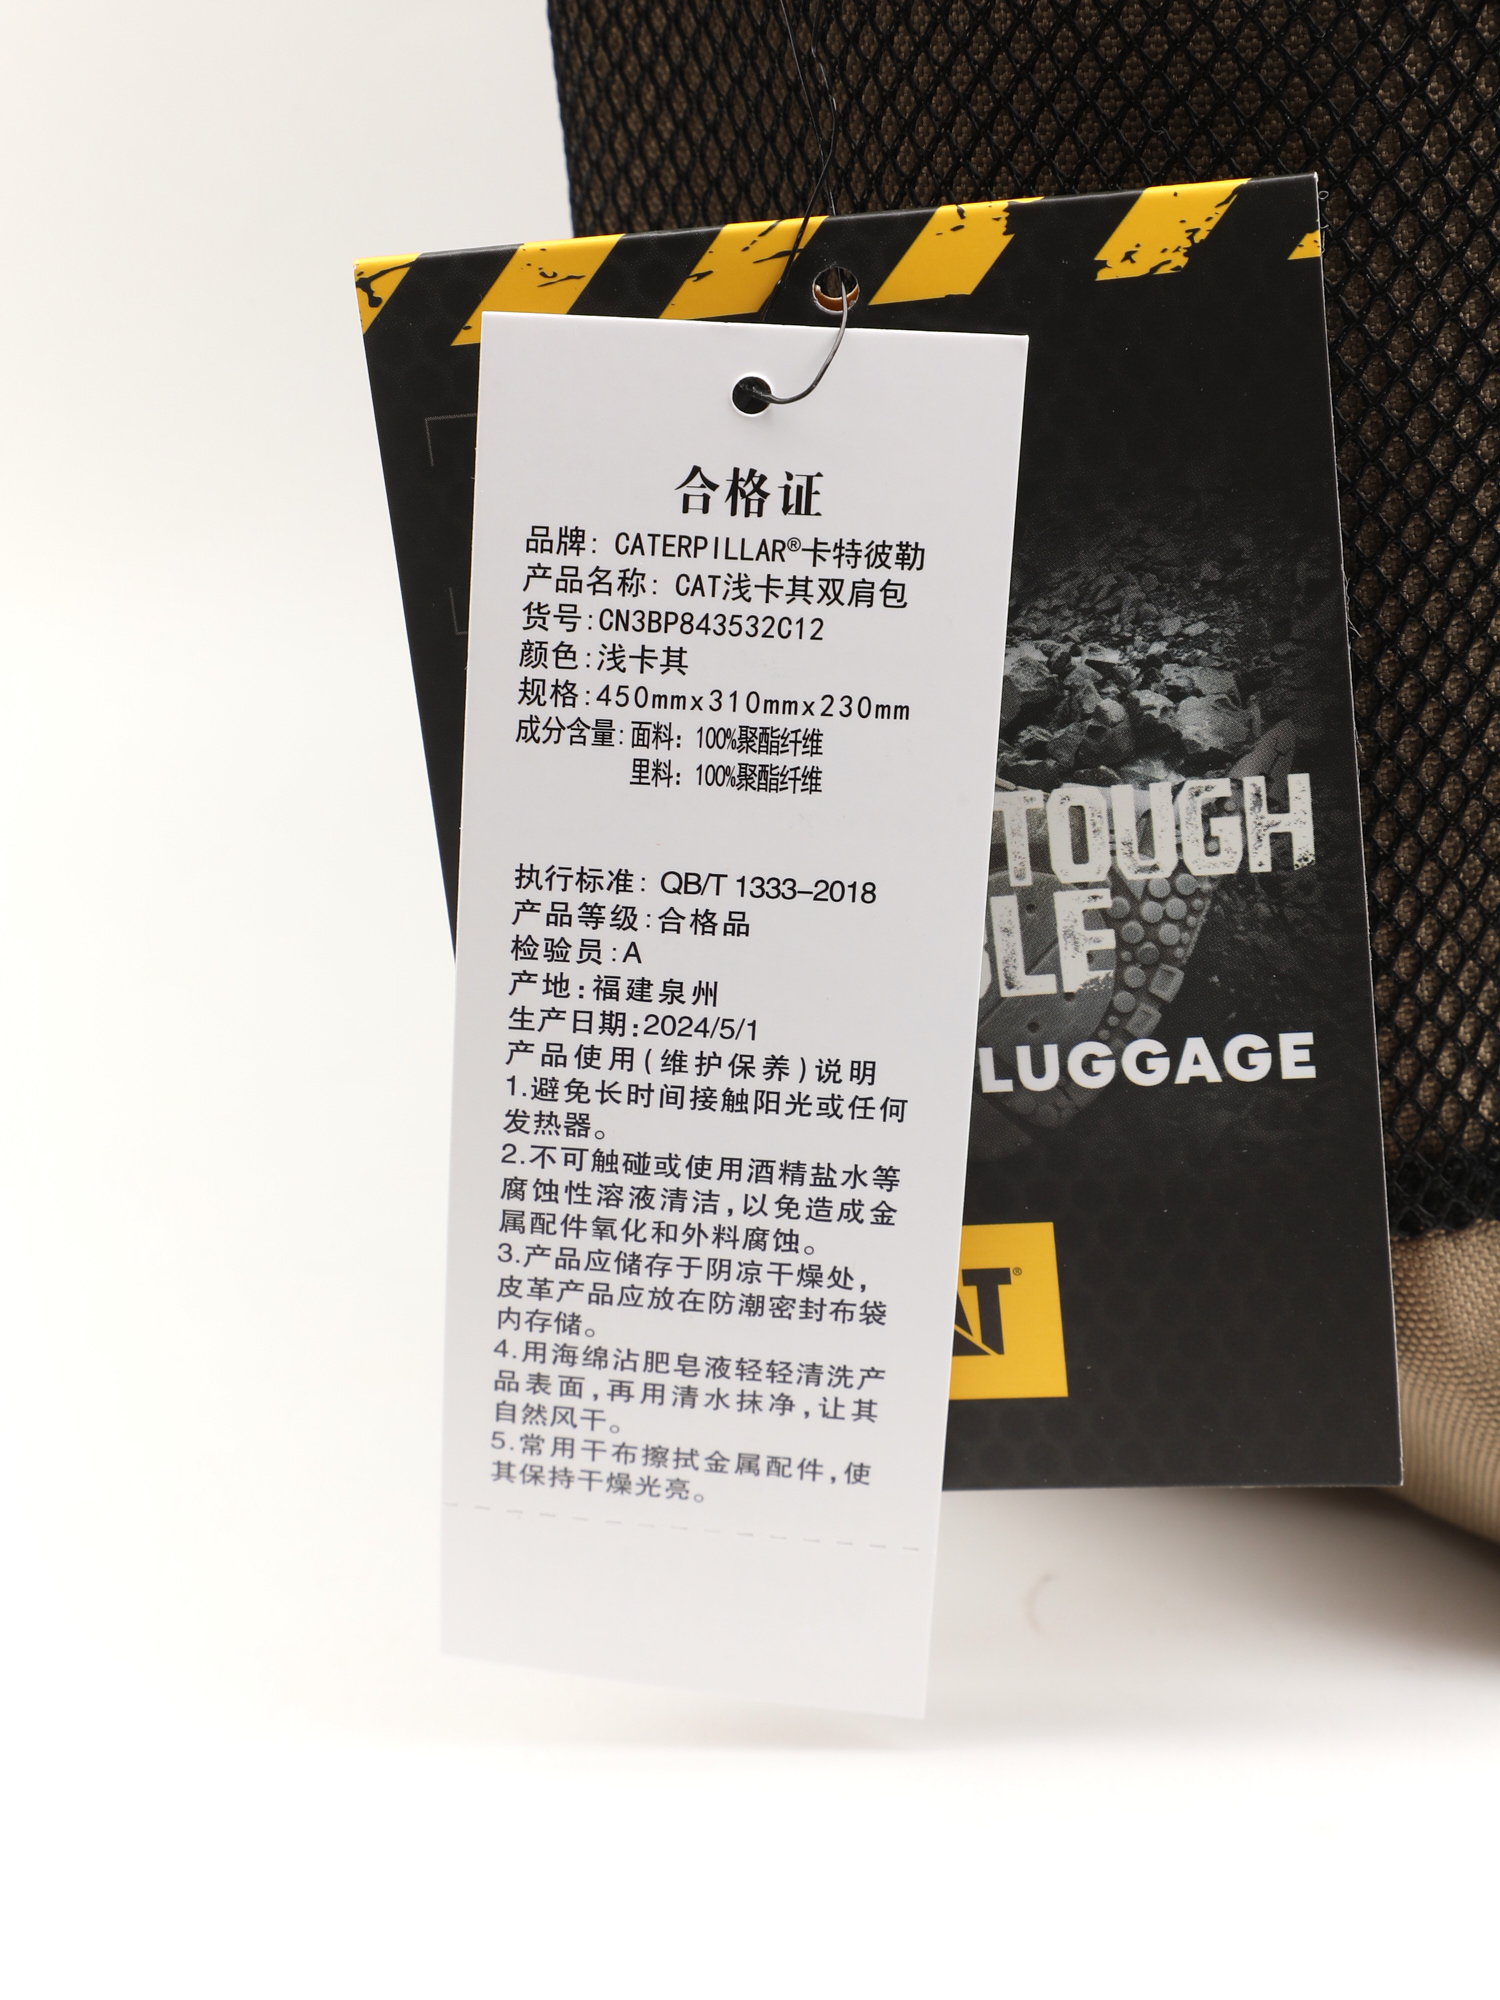 合格证
品牌: CATERPILLAR®卡特彼勒
产品名称: CAT浅卡其双肩包
货号:CN3BP843532C12
颜色:浅卡其
规格:450mmx310mmx230mm
成分含量:面料: 100%聚酯纤维
里料: 100%聚酯纤维
执行标准: QB/T 1333-2018
产品等级:合格品
检验员:A
产地:福建泉州
生产日期:2024/5/1
产品使用(维护保养)说明
1.避免长时间接触阳光或任何
发热器。
2.不可触碰或使用酒精盐水等
腐蚀性溶液清洁,以免造成金
属配件氧化和外料腐蚀。
3.产品应储存于阴凉干燥处,
皮革产品应放在防潮密封布袋
内存储。
4.用海绵沾肥皂液轻轻清洗产
品表面,再用清水抹净,让其
自然风干。
5.常用干布擦拭金属配件,使
其保持干燥光亮。
TOUGH
LE
LUGGAGE
AT®